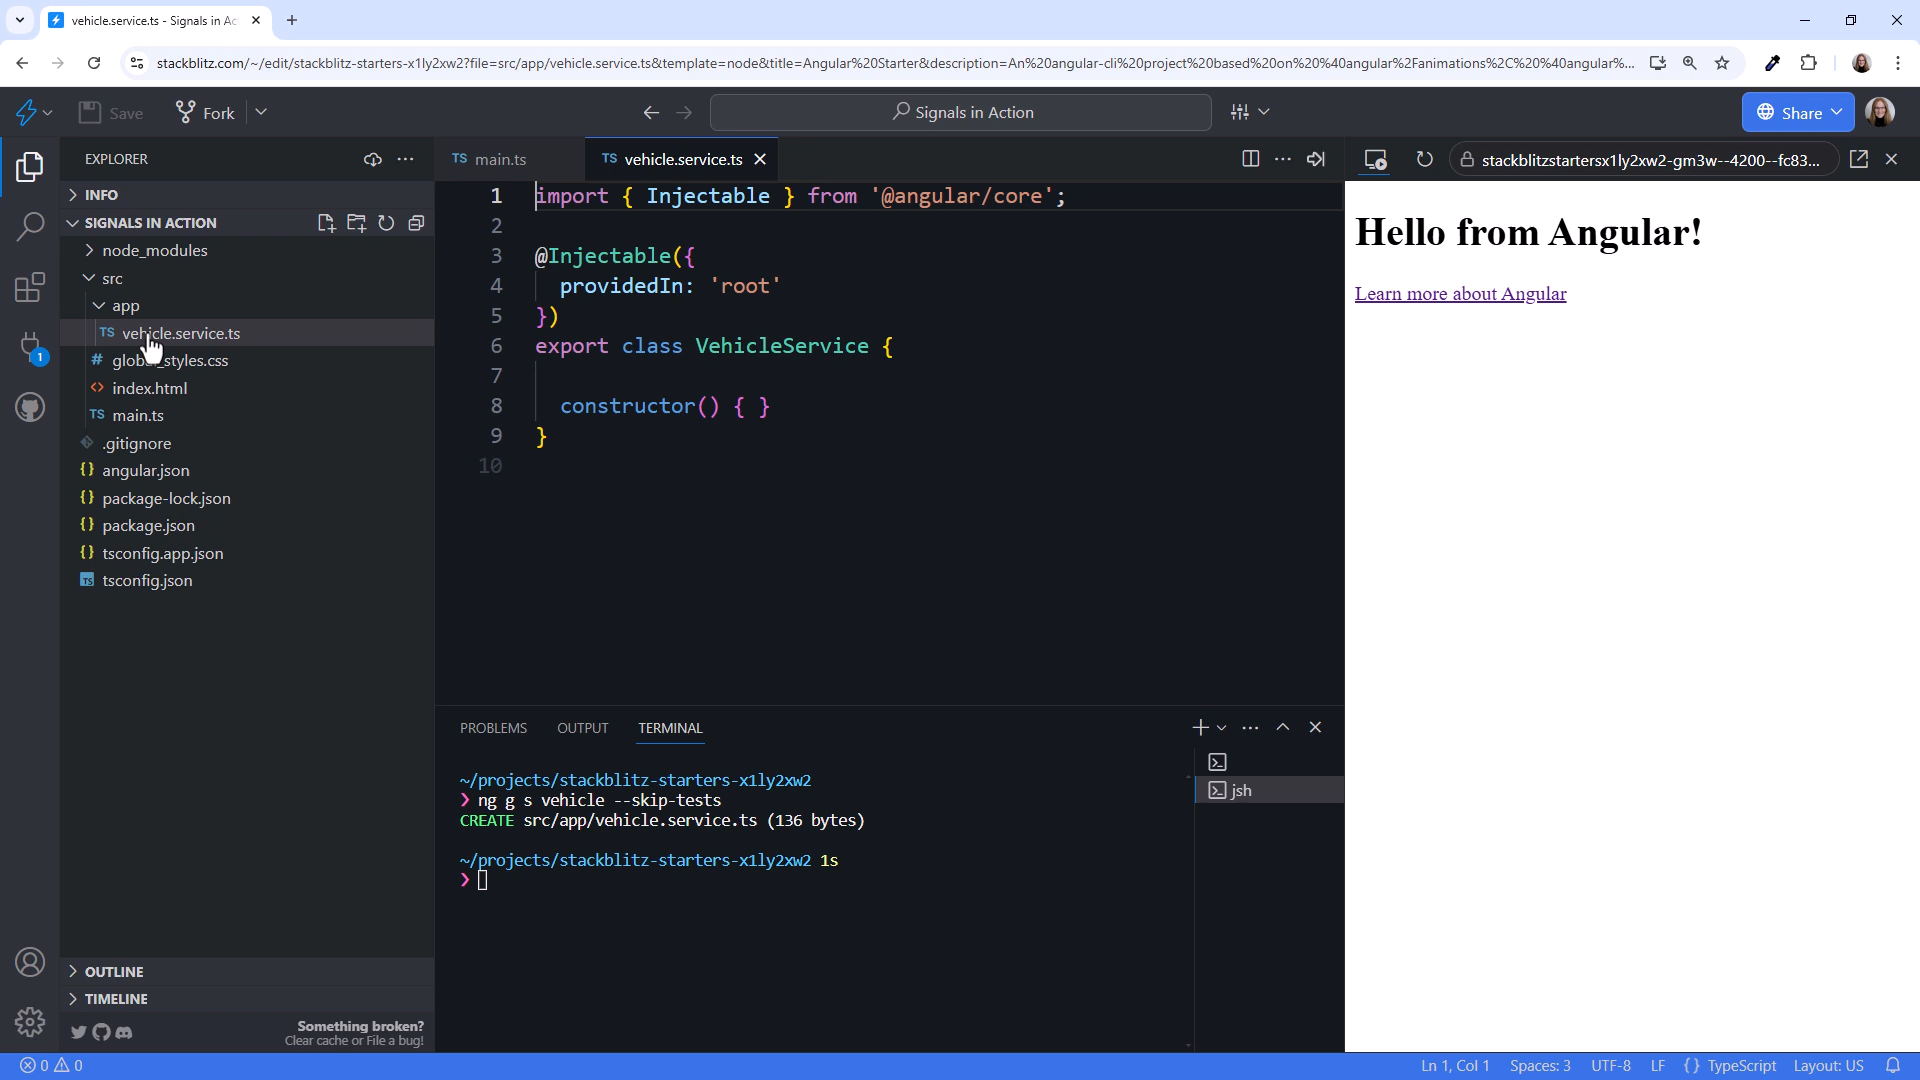 vehicle.service.ts - Signals in Ac
stackblitz.com/~/edit/stackblitz-starters-x1ly2xw2?file=src/app/vehicle.service.ts&template=node&title=Angular%20Starter&description=An%20angular-cli%20project%20based%20on%20%40angular%2Fanimations%2C%20%40angular%...
Save
Fork
Signals in Action
Share
EXPLORER
TS main.ts
TS vehicle.service.ts
stackblitzstartersx1ly2xw2-gm3w--4200--fc83...
INFO
SIGNALS IN ACTION
node_modules
src
app
TS vehicle.service.ts
# global_styles.css
<> index.html
TS main.ts
.gitignore
{} angular.json
{} package-lock.json
{} package.json
{} tsconfig.app.json
TS tsconfig.json
1
OUTLINE
TIMELINE
Something broken?
Clear cache or File a bug!
1 import { Injectable } from '@angular/core';
2
3 @Injectable({
4 providedIn: 'root'
5 })
6 export class VehicleService {
7
8 constructor() { }
9 }
10
PROBLEMS OUTPUT TERMINAL
~/projects/stackblitz-starters-x1ly2xw2
❯ ng g s vehicle --skip-tests
CREATE src/app/vehicle.service.ts (136 bytes)
~/projects/stackblitz-starters-x1ly2xw2 1s
❯
jsh
Hello from Angular!
Learn more about Angular
0 0
Ln 1, Col 1 Spaces: 3 UTF-8 LF {} TypeScript Layout: US